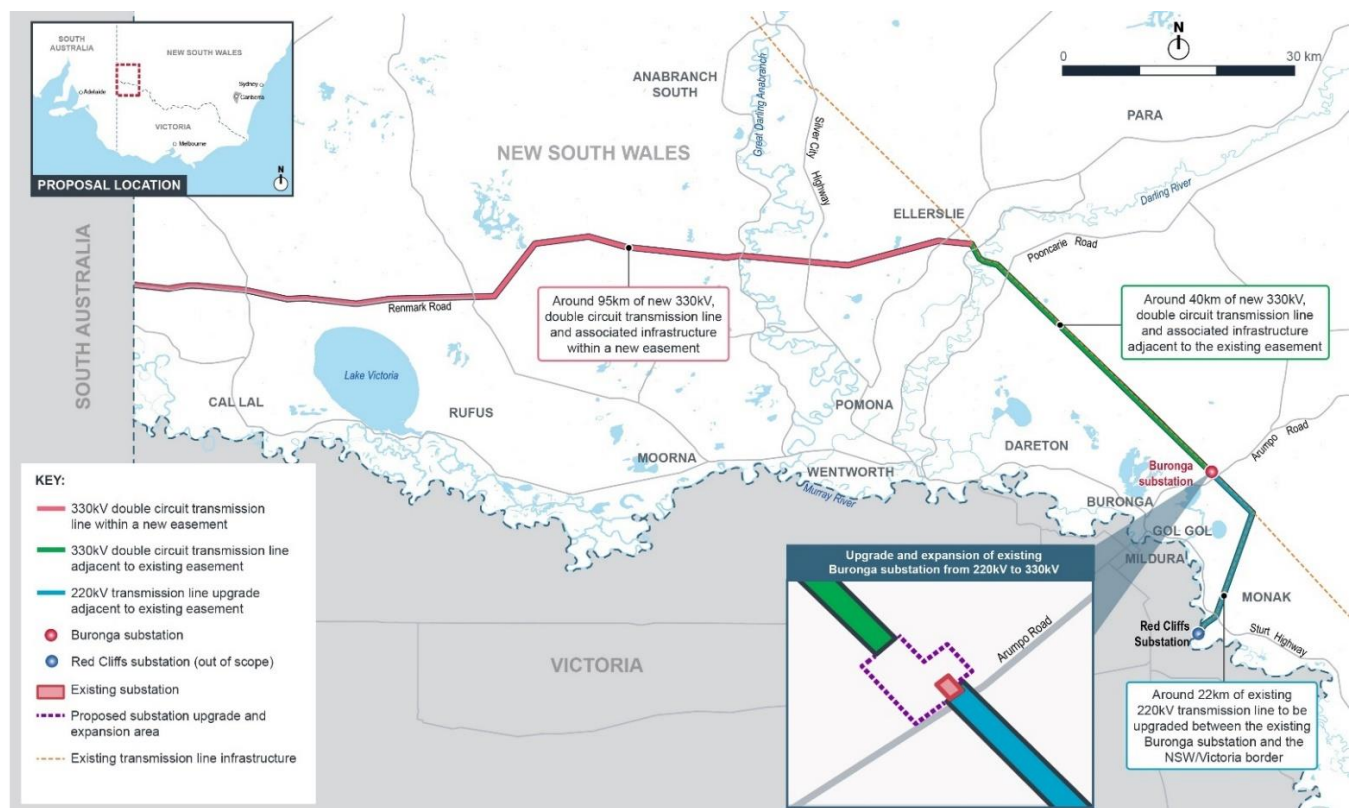 SOUTH
AUSTRALIA
NEW SOUTH WALES
Sydney
Adelaide
Canberra
VICTORIA
Melbourne
N
PROPOSAL LOCATION
N
0
30 km
ANABRANCH
SOUTH
Great Darling Anabranch
Silver City
Highway
PARA
NEW SOUTH WALES
Darling River
ELLERSLIE
Pooncarie Road
SOUTH AUSTRALIA
Renmark Road
Around 95km of new 330kV,
double circuit transmission line
and associated infrastructure
within a new easement
Around 40km of new 330kV,
double circuit transmission line
and associated infrastructure
adjacent to the existing easement
Lake Victoria
CAL LAL
RUFUS
POMONA
MOORNA
DARETON
Arumpo Road
WENTWORTH
Murray River
Buronga
substation
BURONGA
GOL GOL
MILDURA
MONAK
Red Cliffs
Substation
Sturt Highway
VICTORIA
KEY:
330kV double circuit transmission
line within a new easement
330kV double circuit transmission line
adjacent to existing easement
220kV transmission line upgrade
adjacent to existing easement
Buronga substation
Red Cliffs substation (out of scope)
Existing substation
Proposed substation upgrade and
expansion area
Existing transmission line infrastructure
Upgrade and expansion of existing
Buronga substation from 220kV to 330kV
Arumpo Road
Around 22km of existing
220kV transmission line to be
upgraded between the existing
Buronga substation and the
NSW/Victoria border